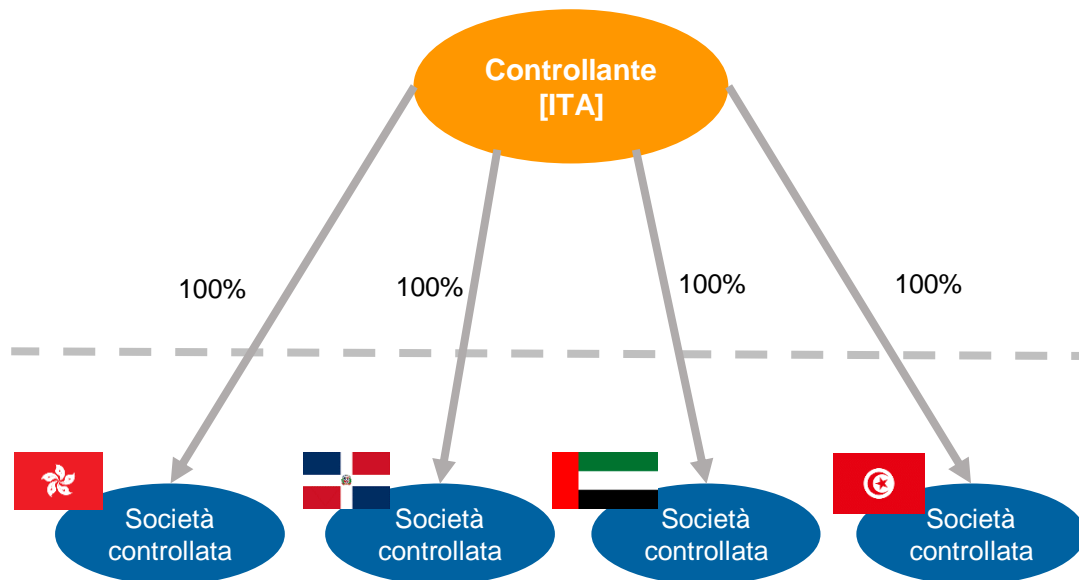 Controllante
[ITA]
100%
100%
100%
100%
Società
controllata
Società
controllata
Società
controllata
Società
controllata